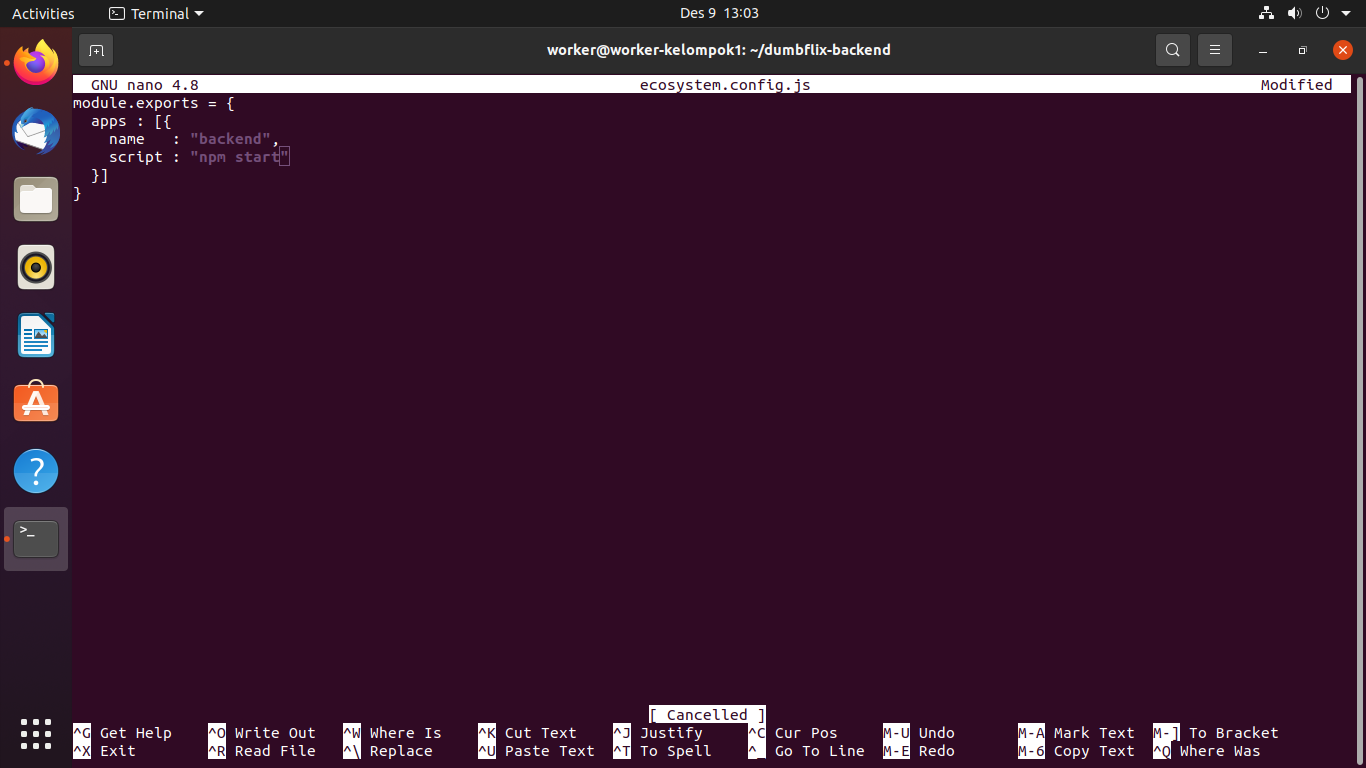 Activities Terminal Des 9 13:03
worker@worker-kelompok1: ~/dumbflix-backend
GNU nano 4.8 ecosystem.config.js Modified
module.exports = {
  apps : [{
    name   : "backend",
    script : "npm start"
  }]
}
[ Cancelled ]
^G Get Help ^O Write Out ^W Where Is ^K Cut Text ^J Justify ^C Cur Pos M-U Undo M-A Mark Text M-] To Bracket
^X Exit ^R Read File ^\ Replace ^U Paste Text ^T To Spell ^_ Go To Line M-E Redo M-6 Copy Text ^Q Where Was